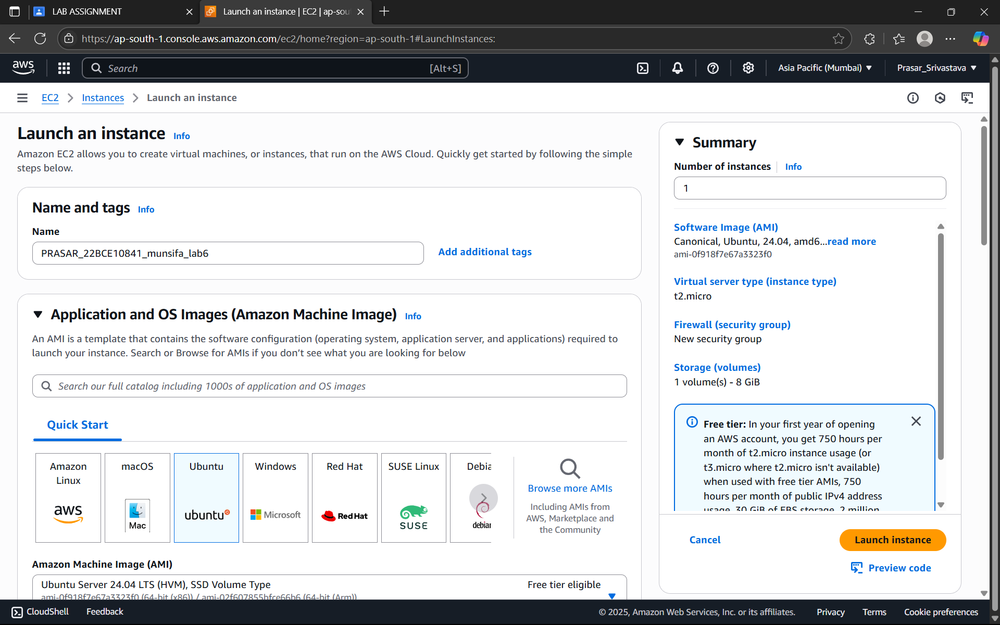 LAB ASSIGNMENT
Launch an instance | EC2 | ap-sou
https://ap-south-1.console.aws.amazon.com/ec2/home?region=ap-south-1#LaunchInstances:
aws
Search
[Alt+S]
Asia Pacific (Mumbai)
Prasar_Srivastava
EC2
Instances
Launch an instance
Launch an instance Info
Amazon EC2 allows you to create virtual machines, or instances, that run on the AWS Cloud. Quickly get started by following the simple
steps below.
Name and tags Info
Name
PRASAR_22BCE10841_munsifa_lab6
Add additional tags
Application and OS Images (Amazon Machine Image) Info
An AMI is a template that contains the software configuration (operating system, application server, and applications) required to
launch your instance. Search or Browse for AMIs if you don’t see what you are looking for below
Search our full catalog including 1000s of application and OS images
Quick Start
Amazon
Linux
aws
macOS
Mac
Ubuntu
ubuntu
Windows
Microsoft
Red Hat
Red Hat
SUSE Linux
SUSE
Debia
debian
Browse more AMIs
Including AMIs from
AWS, Marketplace and
the Community
Amazon Machine Image (AMI)
Ubuntu Server 24.04 LTS (HVM), SSD Volume Type
Free tier eligible
ami-0f918f7e67a3323f0 (64-bit (x86)) / ami-02f607855bfce66b6 (64-bit (Arm))
Summary
Number of instances
Info
1
Software Image (AMI)
Canonical, Ubuntu, 24.04, amd6...read more
ami-0f918f7e67a3323f0
Virtual server type (instance type)
t2.micro
Firewall (security group)
New security group
Storage (volumes)
1 volume(s) - 8 GiB
Free tier: In your first year of opening
an AWS account, you get 750 hours per
month of t2.micro instance usage (or
t3.micro where t2.micro isn't available)
when used with free tier AMIs, 750
hours per month of public IPv4 address
usage, 30 GiB of EBS storage, 2 million
Cancel
Launch instance
Preview code
CloudShell
Feedback
© 2025, Amazon Web Services, Inc. or its affiliates.
Privacy
Terms
Cookie preferences